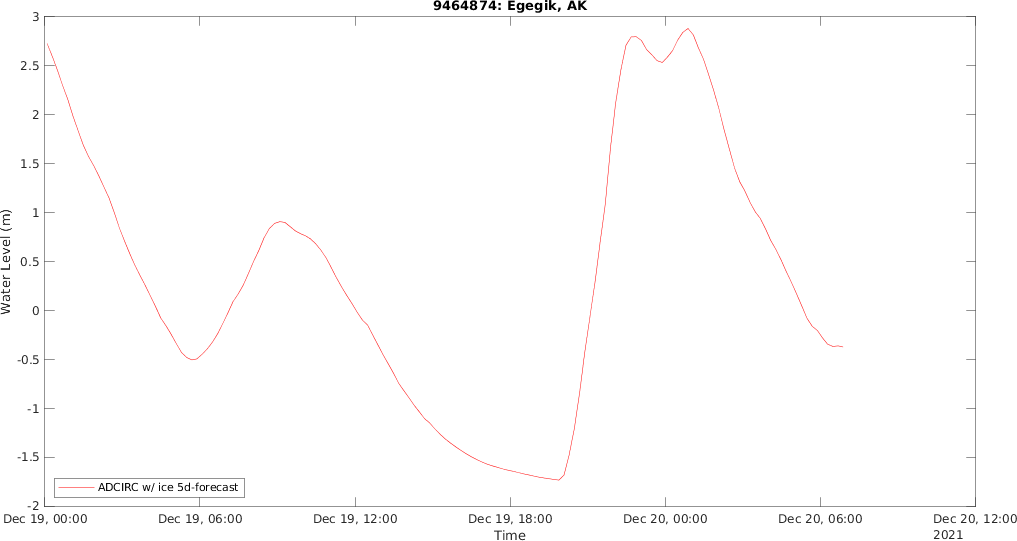 9464874: Egegik, AK
3
2.5
2
1.5
1
0.5
0
-0.5
-1
-1.5
-2
Water Level (m)
ADCIRC w/ ice 5d-forecast
Dec 19, 00:00 Dec 19, 06:00 Dec 19, 12:00 Dec 19, 18:00 Dec 20, 00:00 Dec 20, 06:00 Dec 20, 12:00
Time
2021